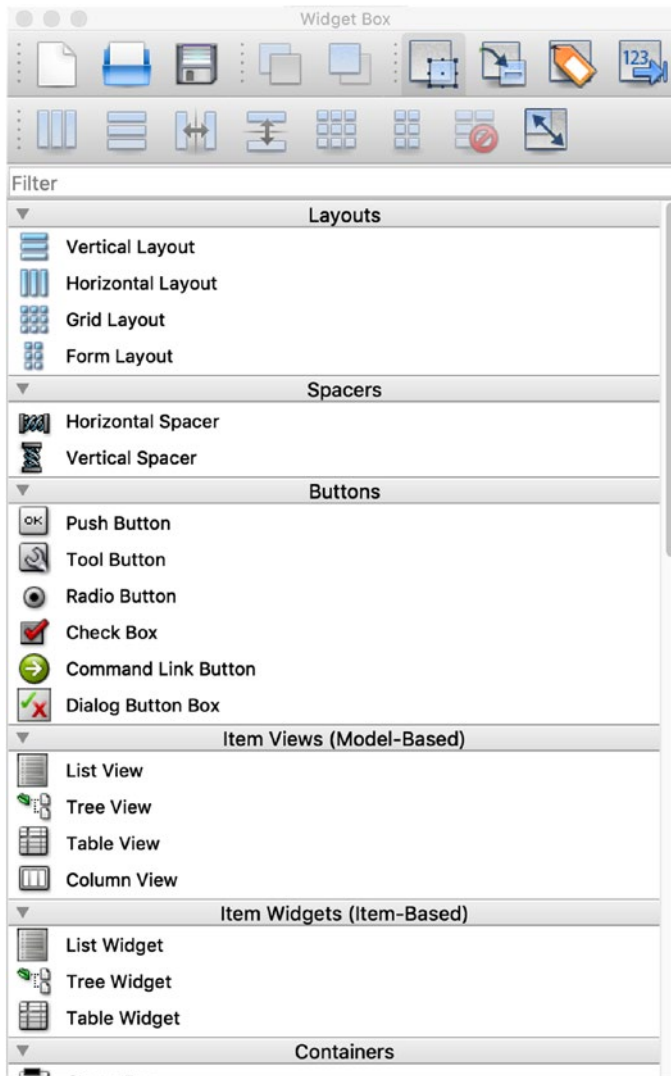 Widget Box
123
Filter
Layouts
Vertical Layout
Horizontal Layout
Grid Layout
Form Layout
Spacers
Horizontal Spacer
Vertical Spacer
Buttons
OK
Push Button
Tool Button
Radio Button
Check Box
Command Link Button
Dialog Button Box
Item Views (Model-Based)
List View
Tree View
Table View
Column View
Item Widgets (Item-Based)
List Widget
Tree Widget
Table Widget
Containers